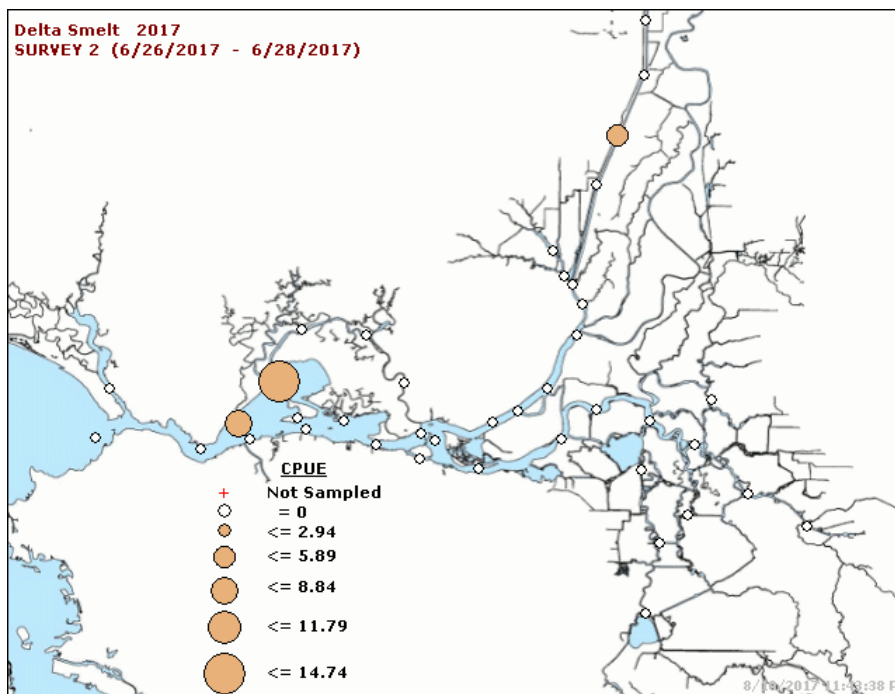 Delta Smelt 2017
SURVEY 2 (6/26/2017 - 6/28/2017)
CPUE
Not Sampled
= 0
<= 2.94
<= 5.89
<= 8.84
<= 11.79
<= 14.74